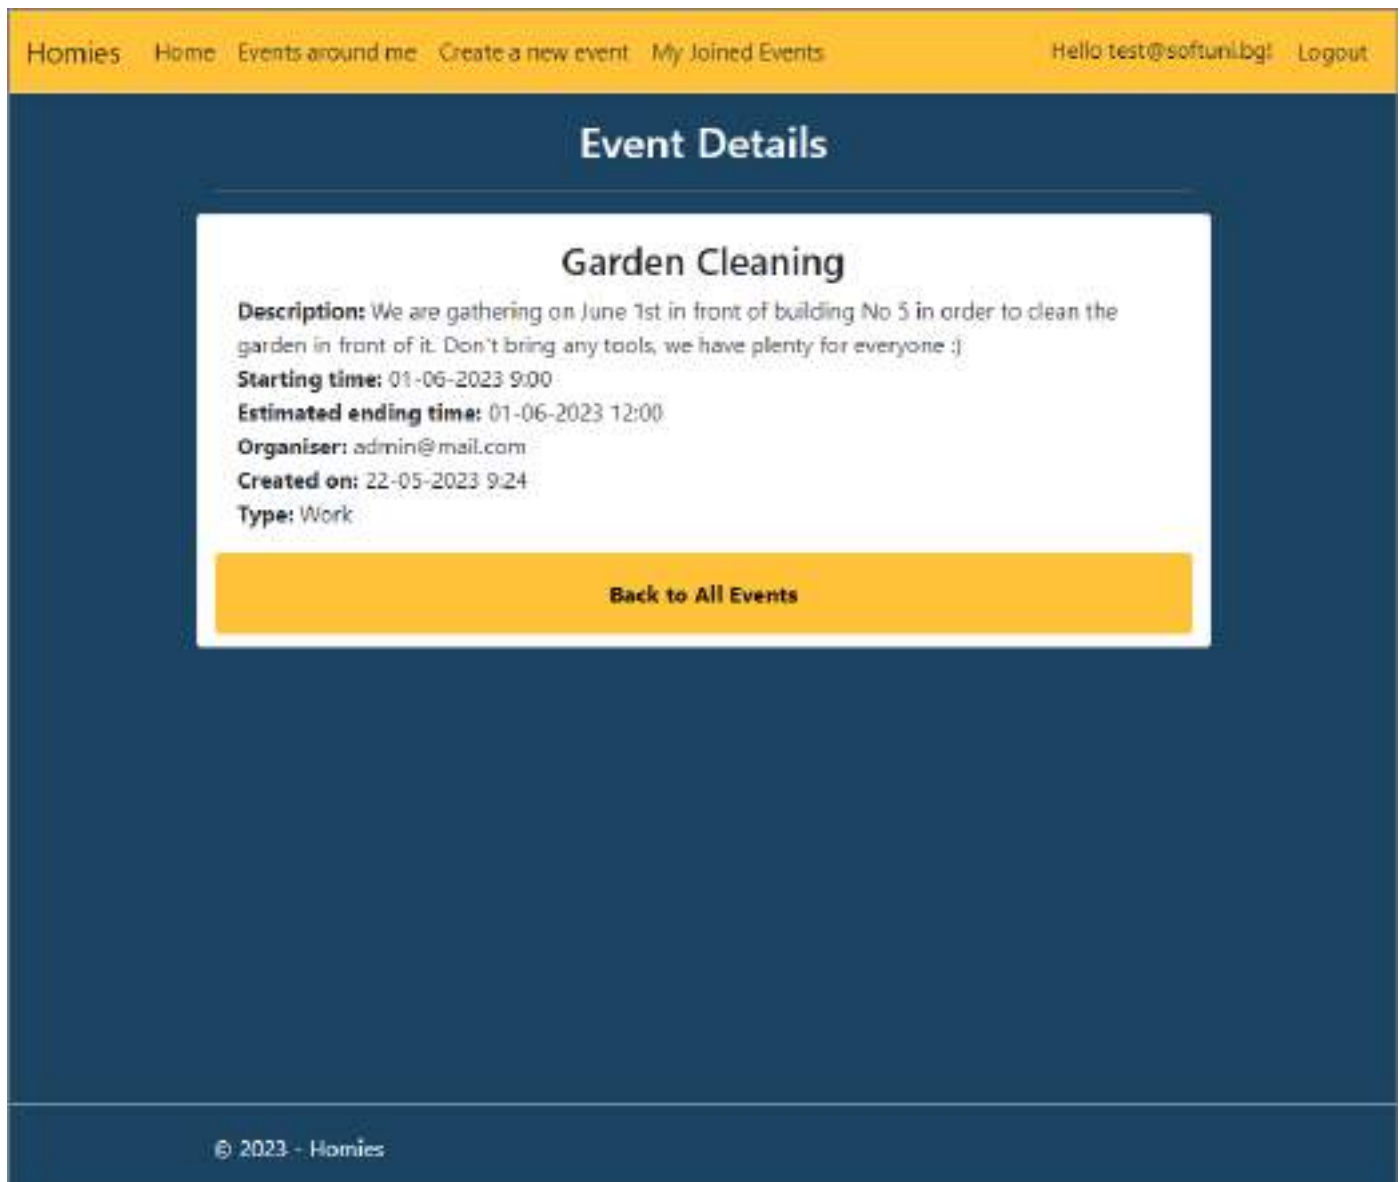 Homies Home Events around me Create a new event My Joined Events Hello test@softuni.bg! Logout
Event Details
Garden Cleaning
Description: We are gathering on June 1st in front of building No 5 in order to clean the
garden in front of it. Don't bring any tools, we have plenty for everyone :)
Starting time: 01-06-2023 9:00
Estimated ending time: 01-06-2023 12:00
Organiser: admin@mail.com
Created on: 22-05-2023 9:24
Type: Work
Back to All Events
© 2023 - Homies